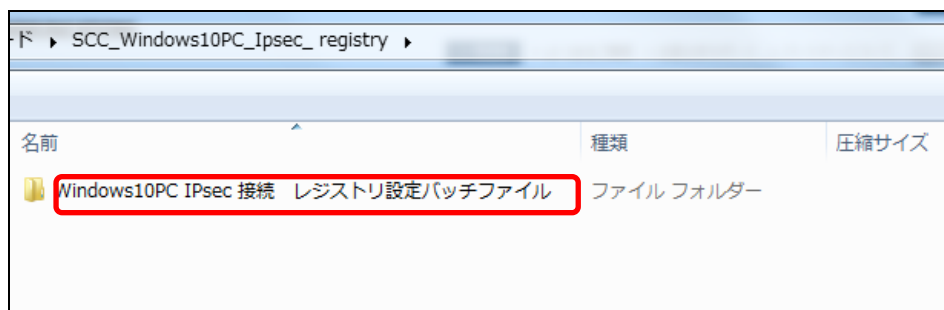 ド ▸ SCC_Windows10PC_Ipsec_ registry ▸
名前 種類 圧縮サイズ
Windows10PC IPsec 接続　レジストリ設定バッチファイル ファイル フォルダー